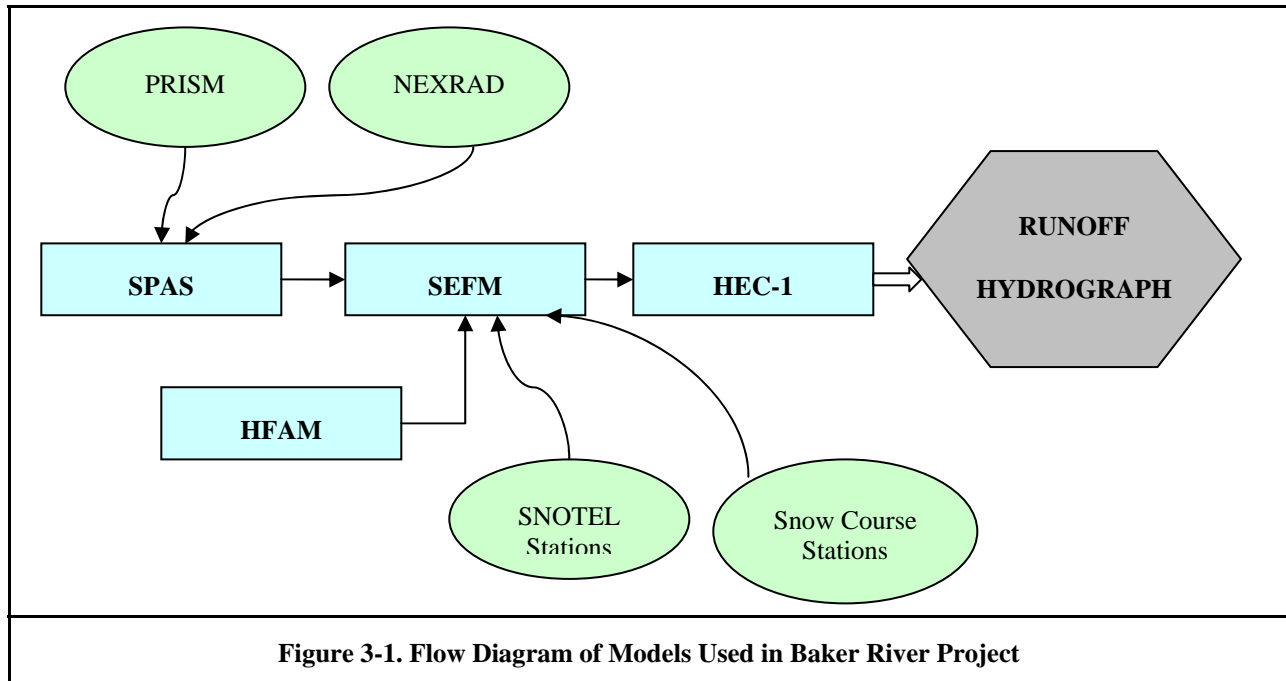 PRISM
NEXRAD
SPAS
SEFM
HEC-1
RUNOFF
HYDROGRAPH
HFAM
SNOTEL
Stations
Snow Course
Stations
Figure 3-1. Flow Diagram of Models Used in Baker River Project